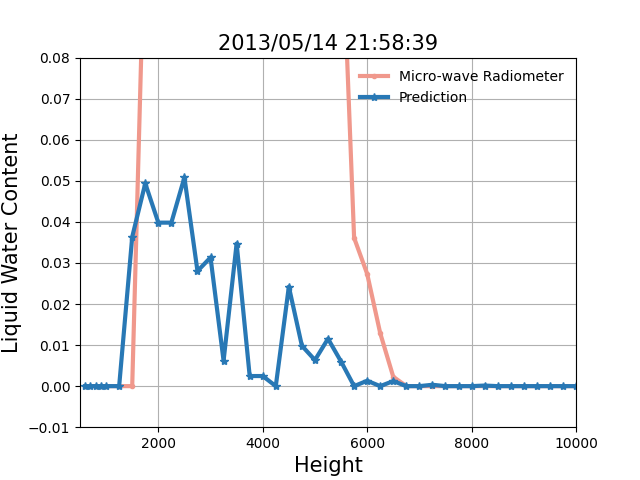 2013/05/14 21:58:39
Micro-wave Radiometer
Prediction
Liquid Water Content
0.08
0.07
0.06
0.05
0.04
0.03
0.02
0.01
0.00
−0.01
2000 4000 6000 8000 10000
Height